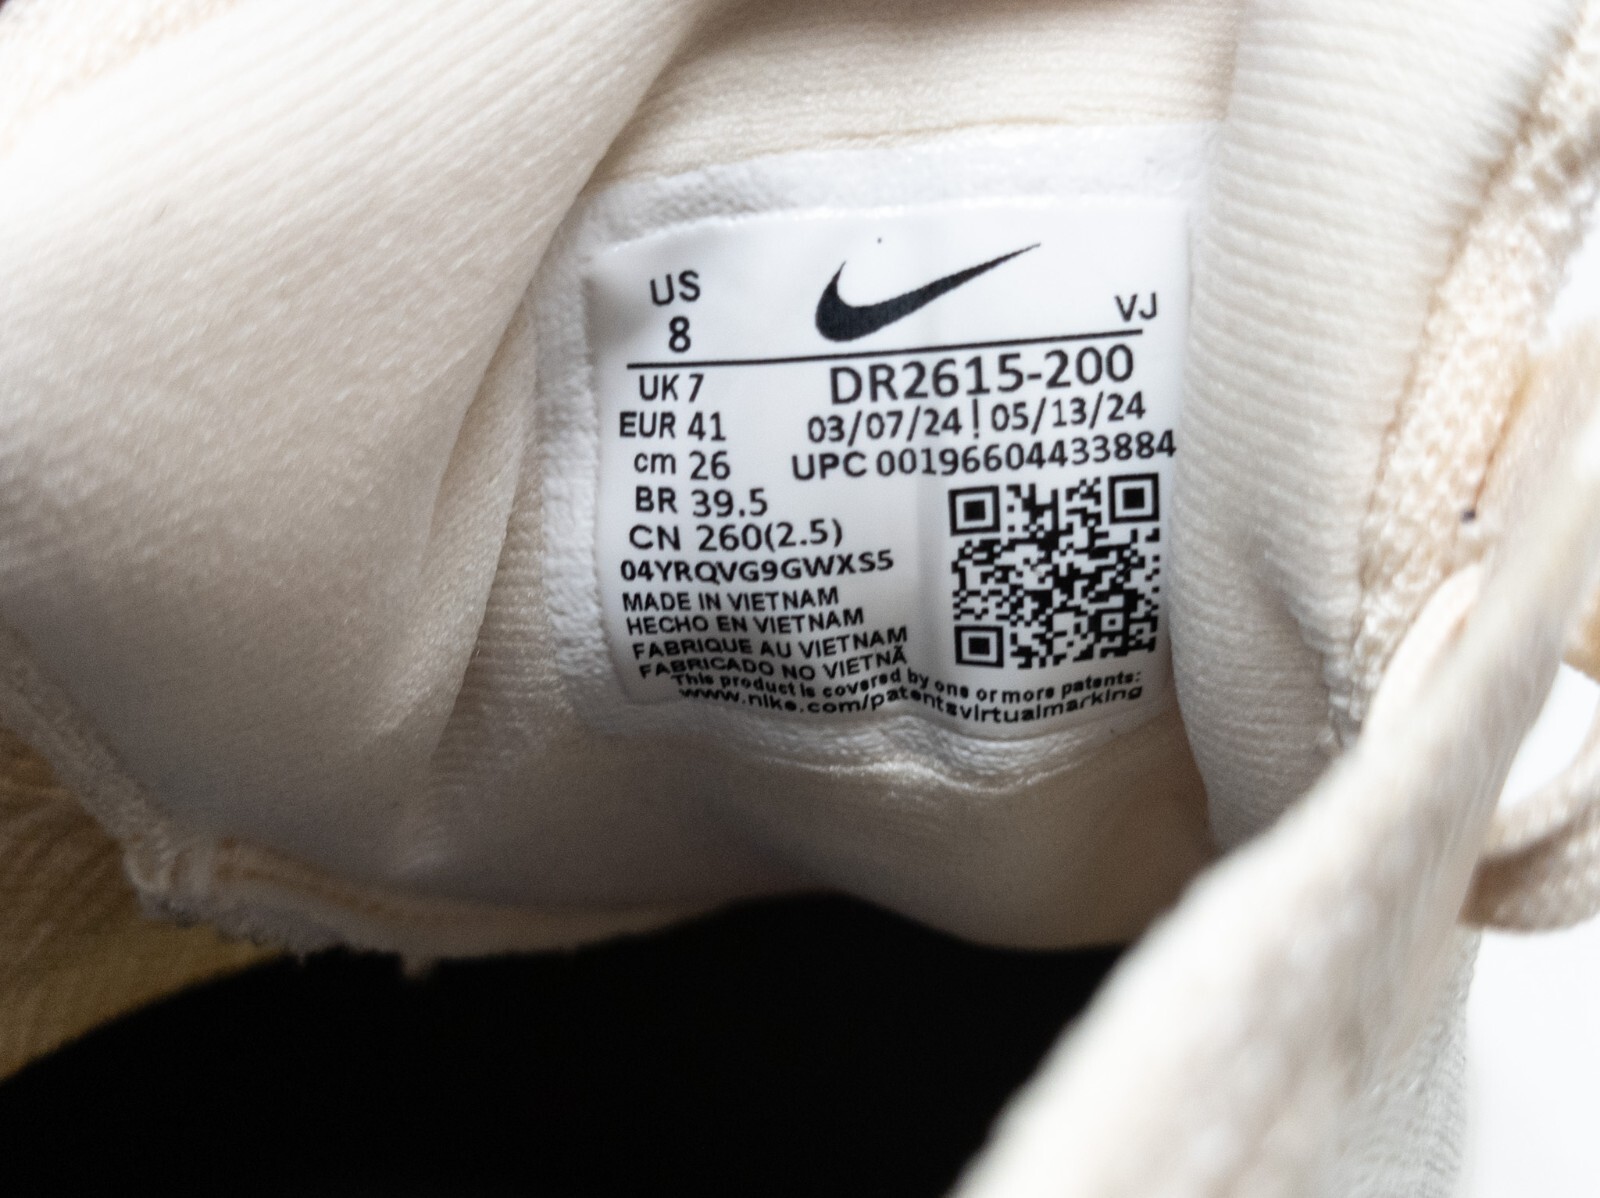 US
8
VJ
UK 7
EUR 41
cm 26
BR 39.5
CN 260(2.5)
DR2615-200
03/07/24 | 05/13/24
UPC 00196604433884
04YRQVG9GWXS5
MADE IN VIETNAM
HECHO EN VIETNAM
FABRIQUE AU VIETNAM
FABRICADO NO VIETNÃ
This product is covered by one or more patents:
www.nike.com/patentsvirtualmarking